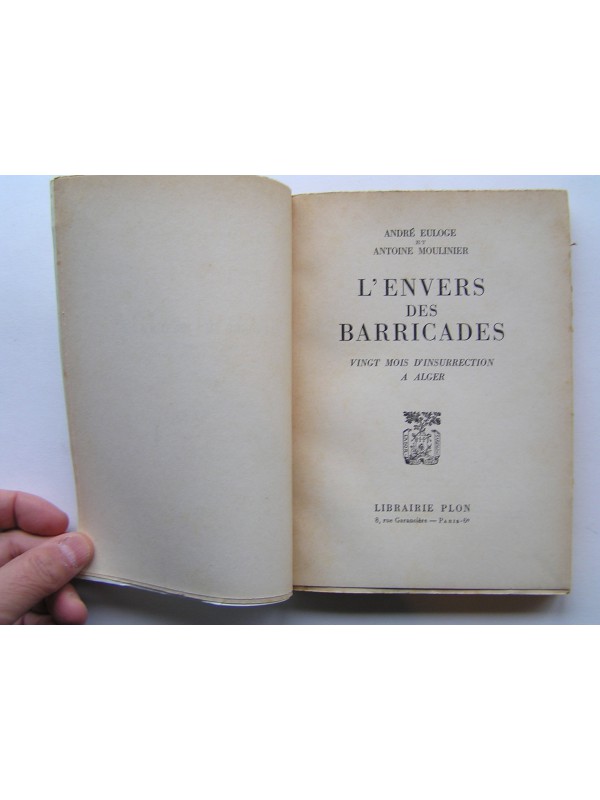 ANDRÉ EULOGE
ET
ANTOINE MOULINIER
L'ENVERS
DES
BARRICADES
VINGT MOIS D'INSURRECTION
A ALGER
LIBRAIRIE PLON
8, rue Garancière — PARIS-6e